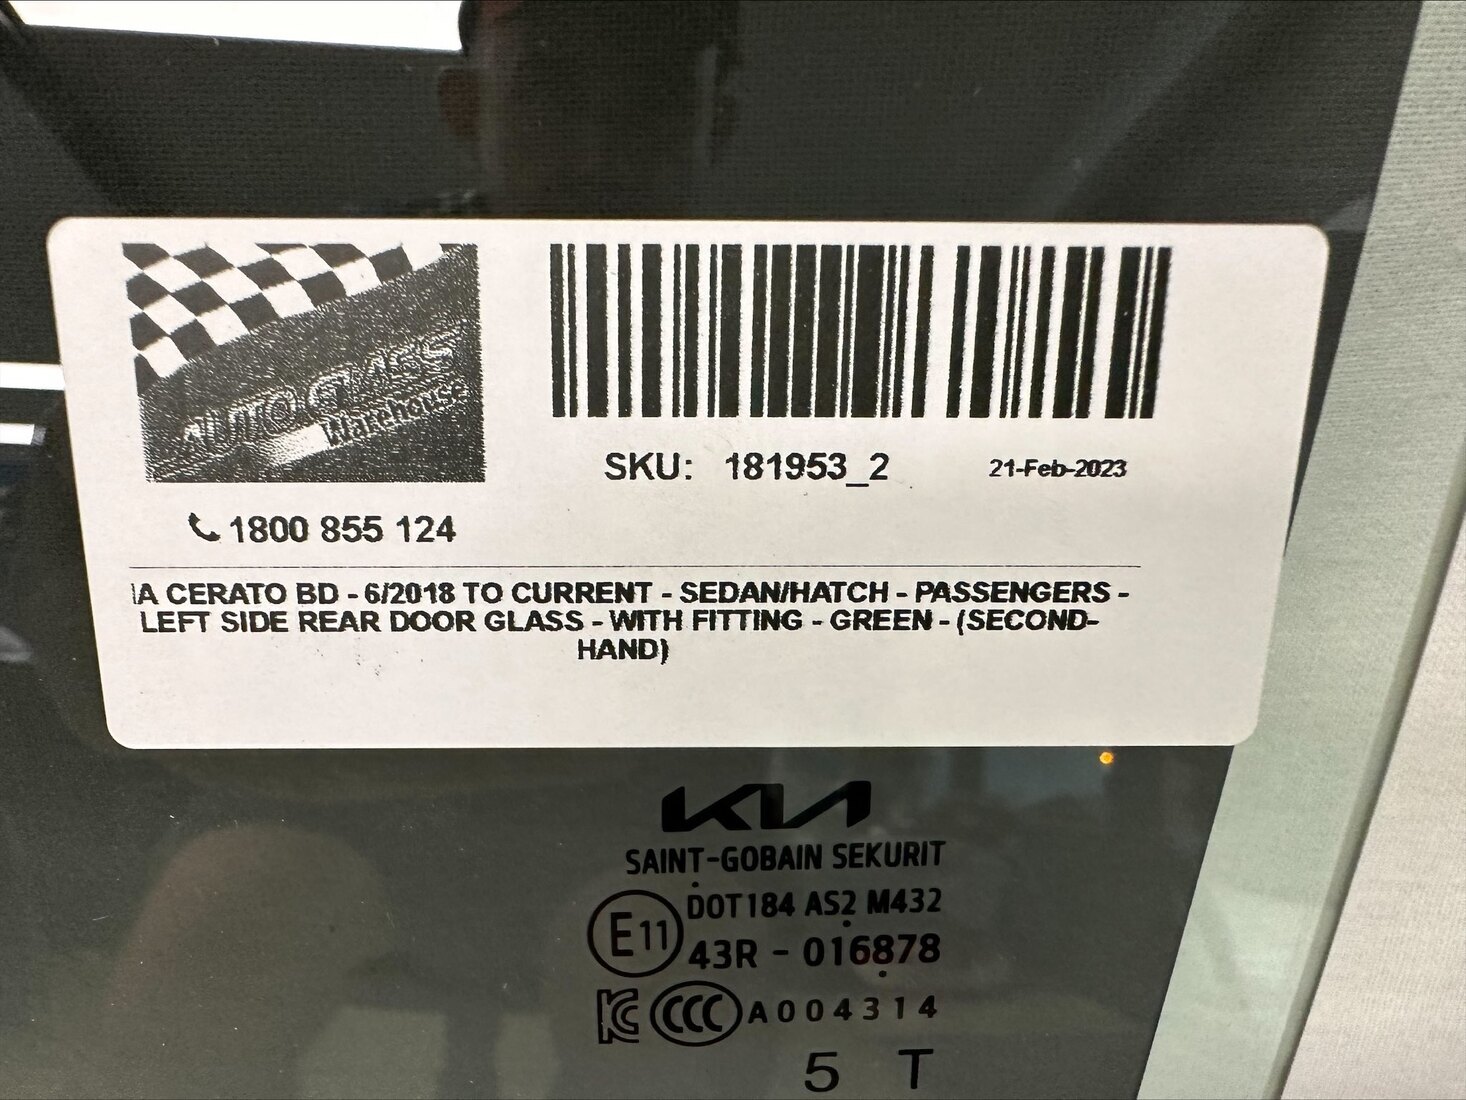 AUTO GLASS
Warehouse
SKU: 181953_2
21-Feb-2023
1800 855 124
IA CERATO BD - 6/2018 TO CURRENT - SEDAN/HATCH - PASSENGERS -
LEFT SIDE REAR DOOR GLASS - WITH FITTING - GREEN - (SECOND-
HAND)
KIA
SAINT-GOBAIN SEKURIT
DOT184 AS2 M432
E11
43R - 016878
KC CCC A004314
5 T